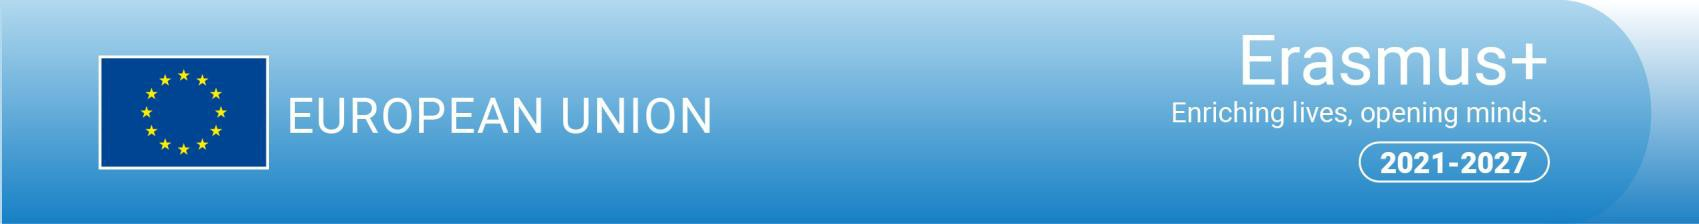 EUROPEAN UNION
Erasmus+
Enriching lives, opening minds.
2021-2027